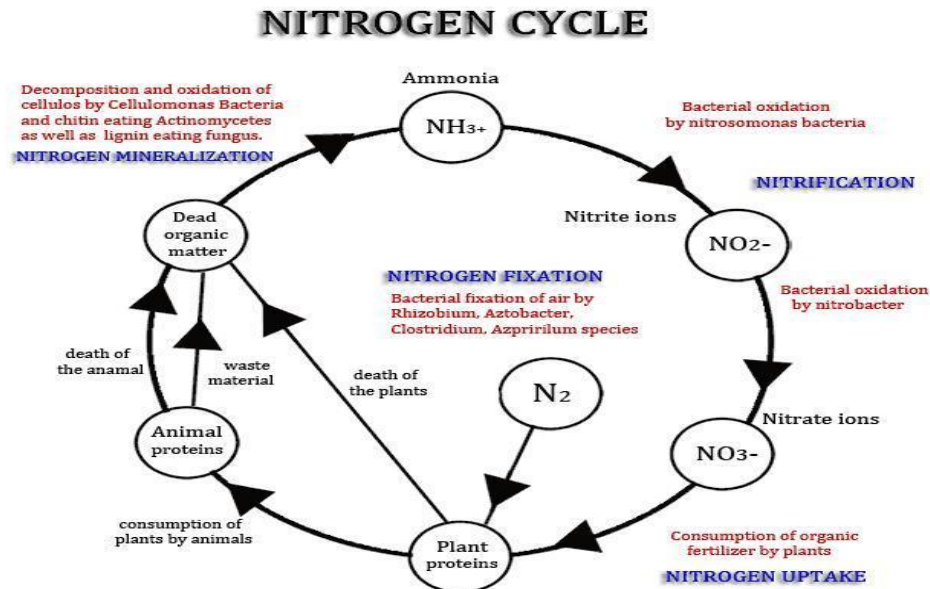 NITROGEN CYCLE
Decomposition and oxidation of
cellulos by Cellulomonas Bacteria
and chitin eating Actinomycetes
as well as lignin eating fungus.
NITROGEN MINERALIZATION
Ammonia
NH3+
Bacterial oxidation
by nitrosomonas bacteria
NITRIFICATION
Nitrite ions
NO2-
Dead
organic
matter
NITROGEN FIXATION
Bacterial fixation of air by
Rhizobium, Aztobacter,
Clostridium, Azpririlum species
Bacterial oxidation
by nitrobacter
death of
the anamal
waste
material
death of
the plants
N2
Nitrate ions
NO3-
Animal
proteins
consumption of
plants by animals
Plant
proteins
Consumption of organic
fertilizer by plants
NITROGEN UPTAKE